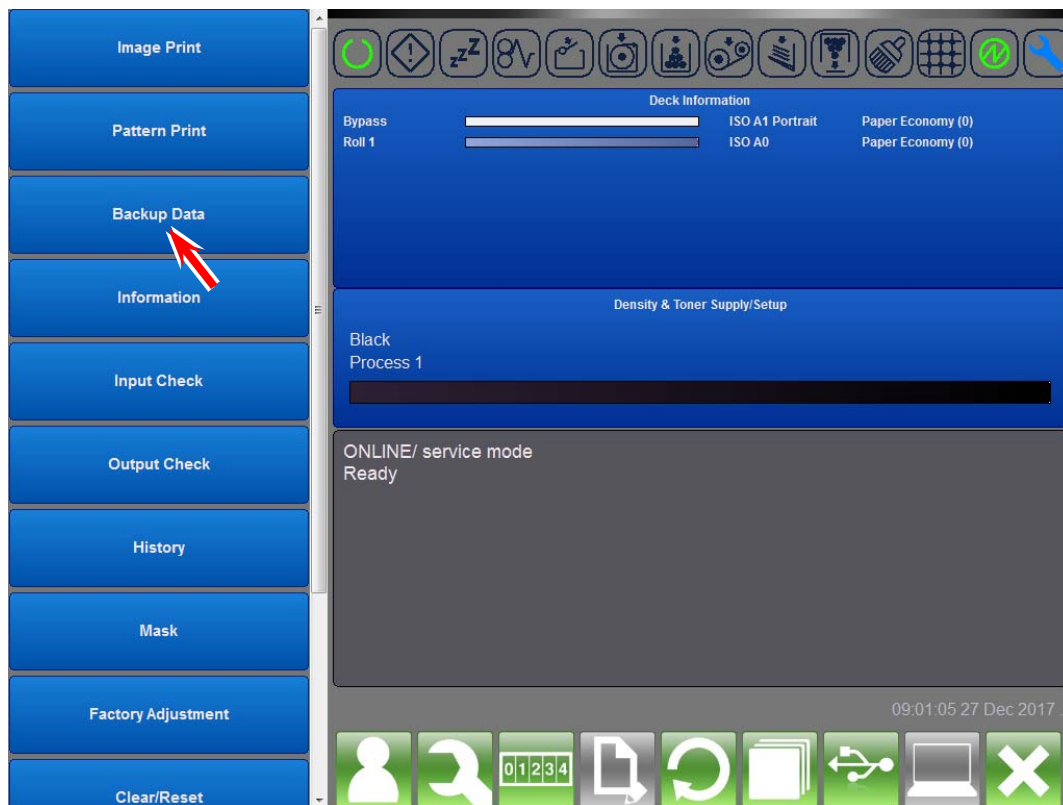 Image Print
Pattern Print
Backup Data
Information
Input Check
Output Check
History
Mask
Factory Adjustment
Clear/Reset
zzZ
Deck Information
Bypass ISO A1 Portrait Paper Economy (0)
Roll 1 ISO A0 Paper Economy (0)
Density & Toner Supply/Setup
Black
Process 1
ONLINE/ service mode
Ready
09:01:05 27 Dec 2017
01234